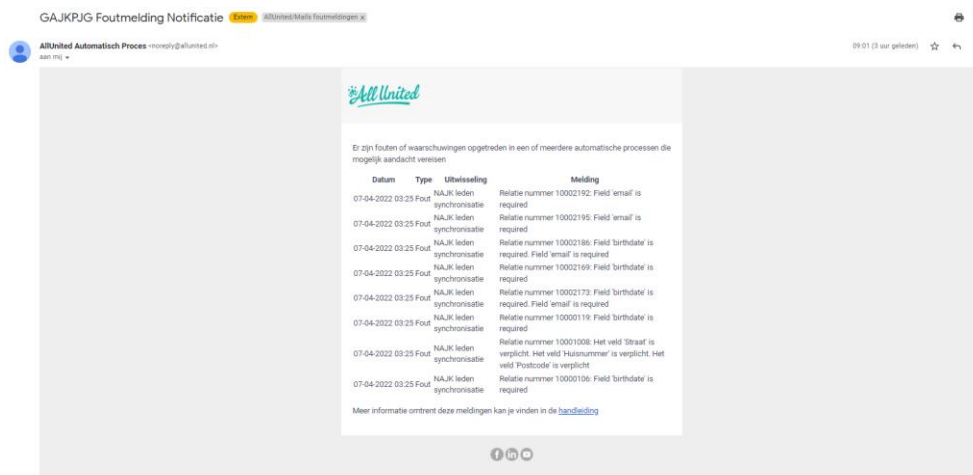 GAJKPJG Foutmelding Notificatie Extern AllUnited/Mails foutmeldingen x
AllUnited Automatisch Proces <noreply@allunited.nl> 09:01 (3 uur geleden)
aan mij
All United
Er zijn fouten of waarschuwingen opgetreden in een of meerdere automatische processen die
mogelijk aandacht vereisen
Datum Type Uitwisseling Melding
07-04-2022 03:25 Fout NAJK leden synchronisatie Relatie nummer 10002192: Field 'email' is
required
07-04-2022 03:25 Fout NAJK leden synchronisatie Relatie nummer 10002195: Field 'email' is
required
07-04-2022 03:25 Fout NAJK leden synchronisatie Relatie nummer 10002186: Field 'birthdate' is
required. Field 'email' is required
07-04-2022 03:25 Fout NAJK leden synchronisatie Relatie nummer 10002169: Field 'birthdate' is
required
07-04-2022 03:25 Fout NAJK leden synchronisatie Relatie nummer 10002173: Field 'birthdate' is
required. Field 'email' is required
07-04-2022 03:25 Fout NAJK leden synchronisatie Relatie nummer 10000119: Field 'birthdate' is
required
07-04-2022 03:25 Fout NAJK leden synchronisatie Relatie nummer 10001008: Het veld 'Straat' is
verplicht. Het veld 'Huisnummer' is verplicht. Het
veld 'Postcode' is verplicht
07-04-2022 03:25 Fout NAJK leden synchronisatie Relatie nummer 10000106: Field 'birthdate' is
required
Meer informatie omtrent deze meldingen kan je vinden in de handleiding